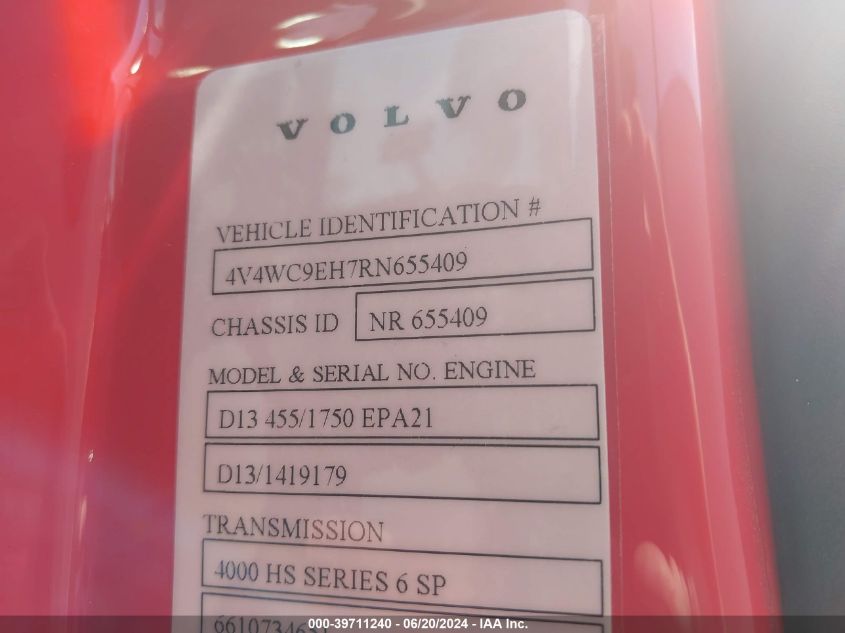 VOLVO
VEHICLE IDENTIFICATION #
4V4WC9EH7RN655409
CHASSIS ID NR 655409
MODEL & SERIAL NO. ENGINE
D13 455/1750 EPA21
D13/1419179
TRANSMISSION
4000 HS SERIES 6 SP
000-39711240 - 06/20/2024 - IAA Inc.